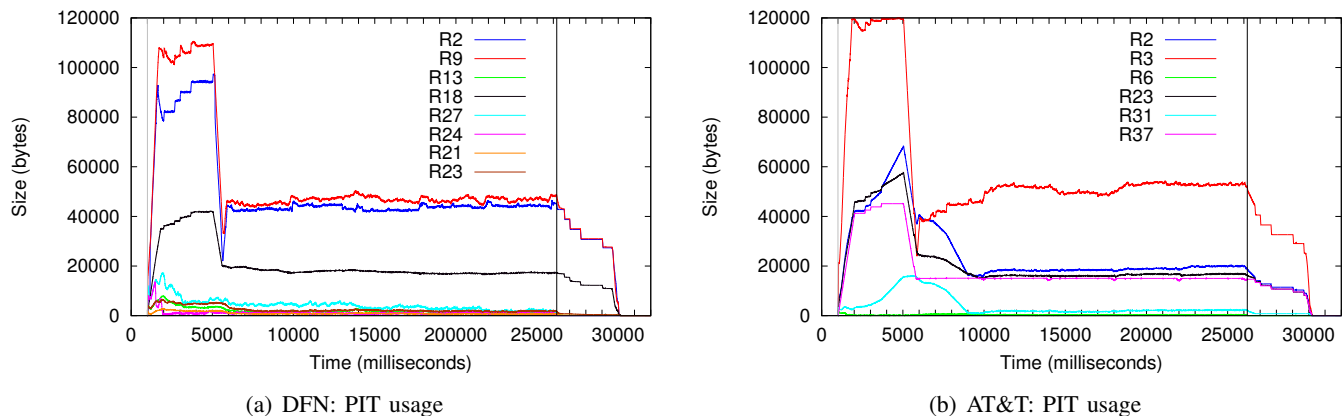 120000
100000
80000
60000
40000
20000
0
Size (bytes)
R2
R9
R13
R18
R27
R24
R21
R23
0 5000 10000 15000 20000 25000 30000
Time (milliseconds)
(a) DFN: PIT usage
120000
100000
80000
60000
40000
20000
0
Size (bytes)
R2
R3
R6
R23
R31
R37
0 5000 10000 15000 20000 25000 30000
Time (milliseconds)
(b) AT&T: PIT usage